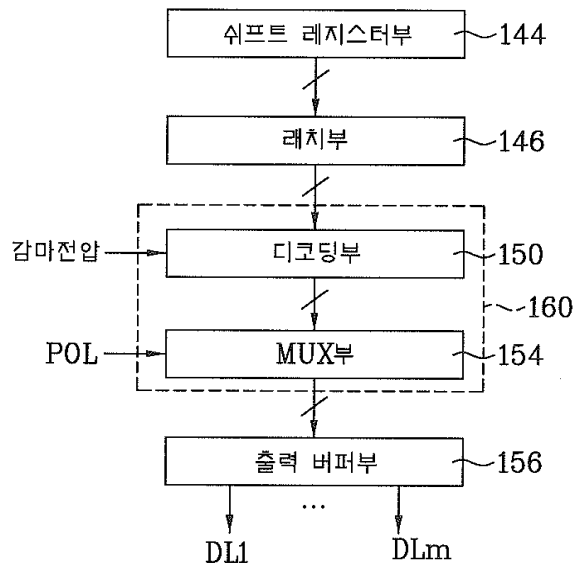 쉬프트 레지스터부
144
래치부
146
감마전압
디코딩부
150
160
POL
MUX부
154
출력 버퍼부
156
...
DL1
DLm